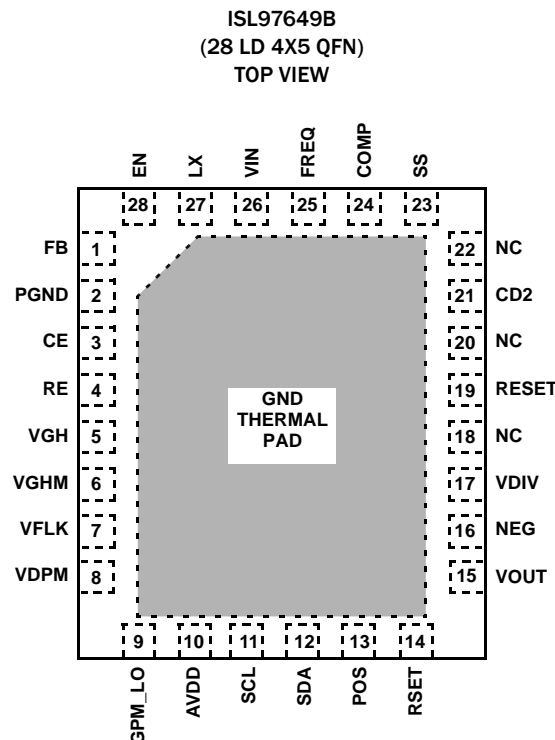 ISL97649B
(28 LD 4X5 QFN)
TOP VIEW
EN LX VIN FREQ COMP SS
28 27 26 25 24 23
FB 1 22 NC
PGND 2 21 CD2
CE 3 20 NC
RE 4 19 RESET
VGH 5 18 NC
VGHM 6 17 VDIV
VFLK 7 16 NEG
VDPM 8 15 VOUT
GND
THERMAL
PAD
9 10 11 12 13 14
GPM_LO AVDD SCL SDA POS RSET